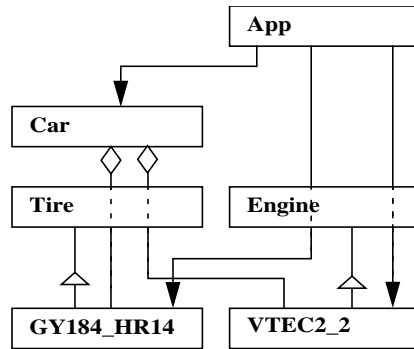 App
Car
Tire
Engine
GY184_HR14
VTEC2_2